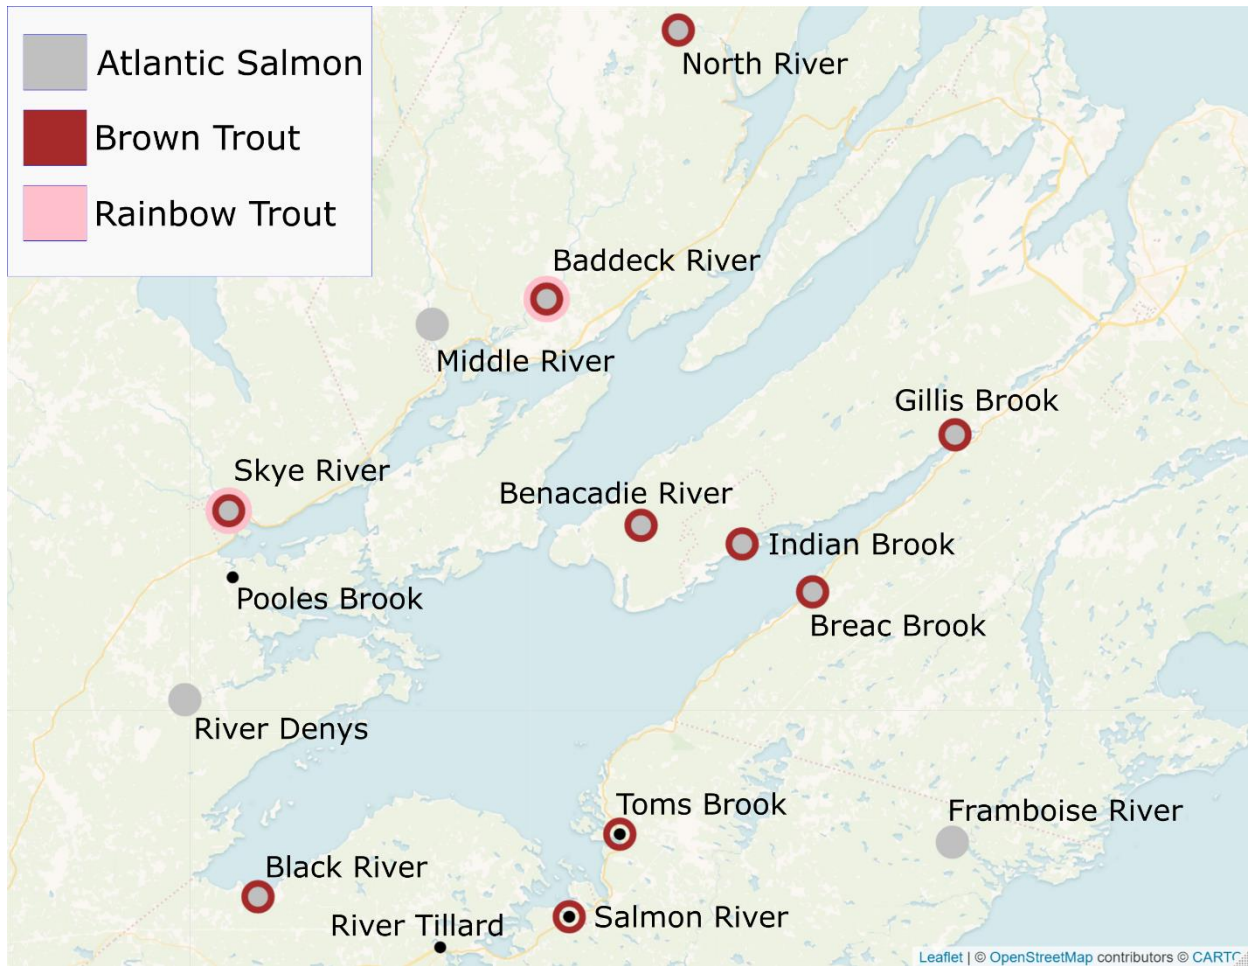 Atlantic Salmon
Brown Trout
Rainbow Trout
North River
Baddeck River
Middle River
Gillis Brook
Skye River
Benacadie River
Indian Brook
Pooles Brook
Breac Brook
River Denys
Toms Brook
Framboise River
Black River
River Tillard
Salmon River
Leaflet | © OpenStreetMap contributors © CARTO